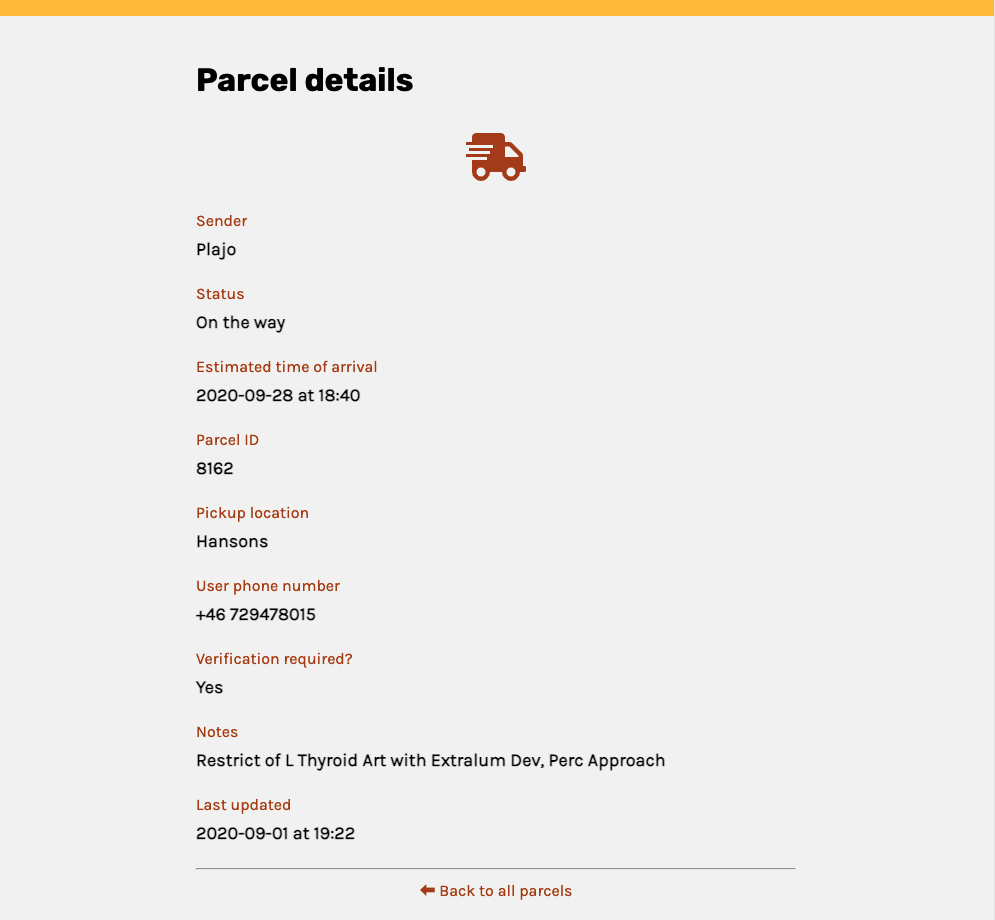 Parcel details
Sender
Plajo
Status
On the way
Estimated time of arrival
2020-09-28 at 18:40
Parcel ID
8162
Pickup location
Hansons
User phone number
+46 729478015
Verification required?
Yes
Notes
Restrict of L Thyroid Art with Extralum Dev, Perc Approach
Last updated
2020-09-01 at 19:22
Back to all parcels